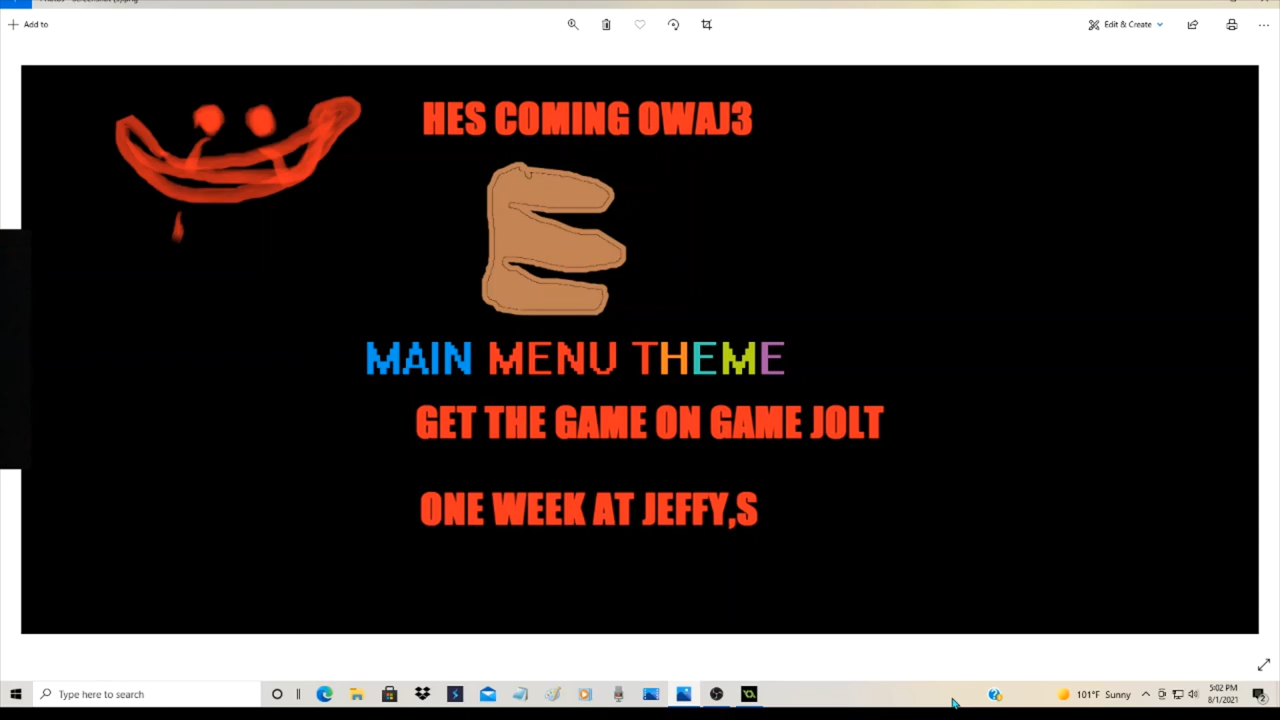 Add to
Edit & Create
HES COMING OWAJ3
E
MAIN MENU THEME
GET THE GAME ON GAME JOLT
ONE WEEK AT JEFFY,S
Type here to search
101°F Sunny
5:02 PM
8/1/2021
2